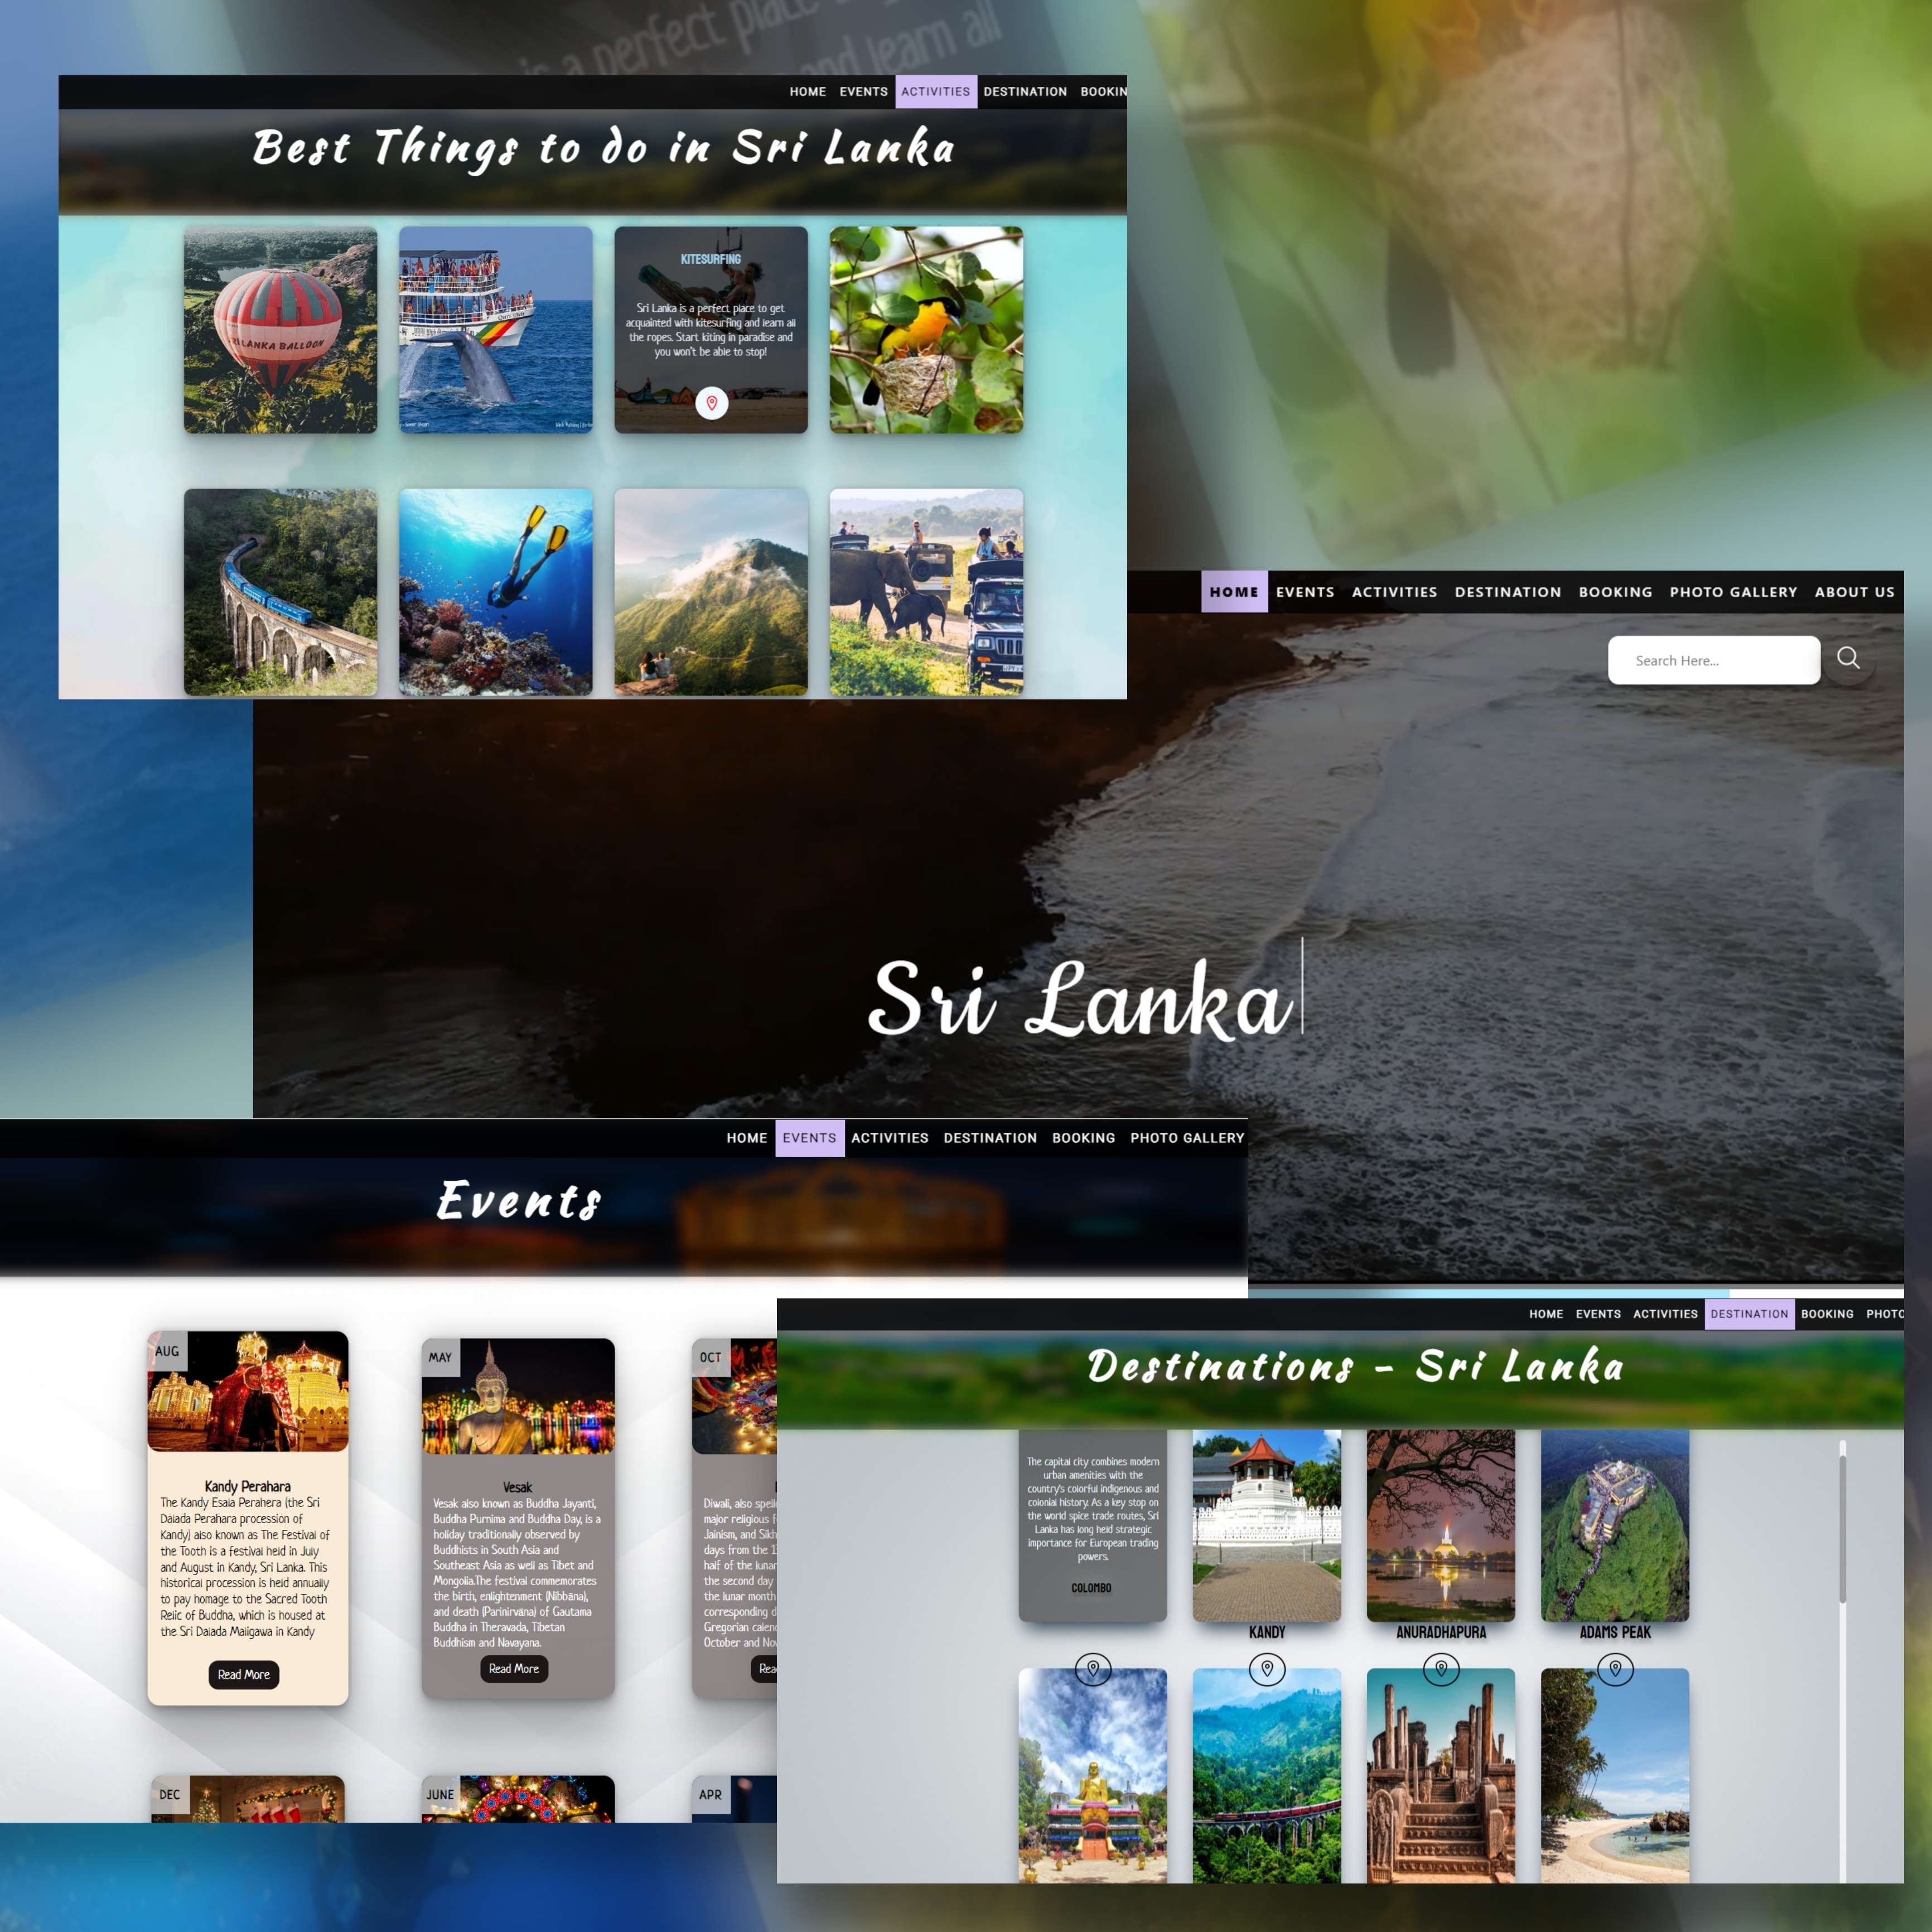 is a perfect place
and learn all
HOME EVENTS ACTIVITIES DESTINATION BOOKIN
Best Things to do in Sri Lanka
LANKA BALLOON
KITESURFING
Sri Lanka is a perfect place to get
acquainted with kitesurfing and learn all
the ropes. Start kiting in paradise and
you won't be able to stop!
HOME EVENTS ACTIVITIES DESTINATION BOOKING PHOTO GALLERY ABOUT US
Search Here...
Sri Lanka
HOME EVENTS ACTIVITIES DESTINATION BOOKING PHOTO GALLERY
Events
AUG
Kandy Perahara
The Kandy Esala Perahera (the Sri
Dalada Perahara procession of
Kandy) also known as The Festival of
the Tooth is a festival held in July
and August in Kandy, Sri Lanka. This
historical procession is held annually
to pay homage to the Sacred Tooth
Relic of Buddha, which is housed at
the Sri Dalada Maligawa in Kandy
Read More
MAY
Vesak
Vesak also known as Buddha Jayanti,
Buddha Purnima and Buddha Day, is a
holiday traditionally observed by
Buddhists in South Asia and
Southeast Asia as well as Tibet and
Mongolia.The festival commemorates
the birth, enlightenment (Nibbāna),
and death (Parinirvāna) of Gautama
Buddha in Theravada, Tibetan
Buddhism and Navayana.
Read More
OCT
Diwali, also spell
major religious f
Jainism, and Sikh
days from the 1
half of the lunar
the second day
the lunar month
corresponding d
Gregorian calen
October and Nov
Rea
DEC
JUNE
APR
HOME EVENTS ACTIVITIES DESTINATION BOOKING PHOTO
Destinations - Sri Lanka
The capital city combines modern
urban amenities with the
country's colorful indigenous and
colonial history. As a key stop on
the world spice trade routes, Sri
Lanka has long held strategic
importance for European trading
powers.
COLOMBO
KANDY
ANURADHAPURA
ADAMS PEAK